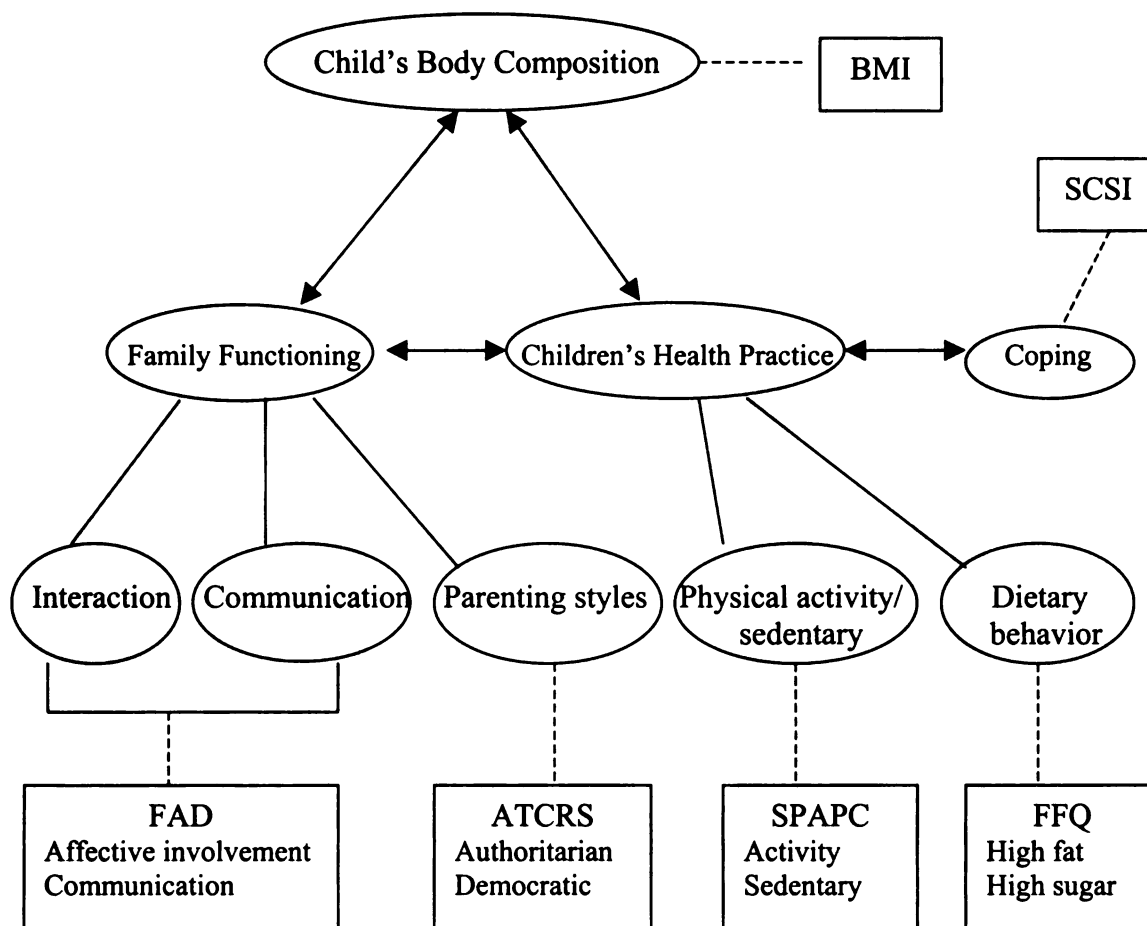 Child's Body Composition
BMI
SCSI
Family Functioning
Children's Health Practice
Coping
Interaction
Communication
Parenting styles
Physical activity/
sedentary
Dietary
behavior
FAD
Affective involvement
Communication
ATCRS
Authoritarian
Democratic
SPAPC
Activity
Sedentary
FFQ
High fat
High sugar